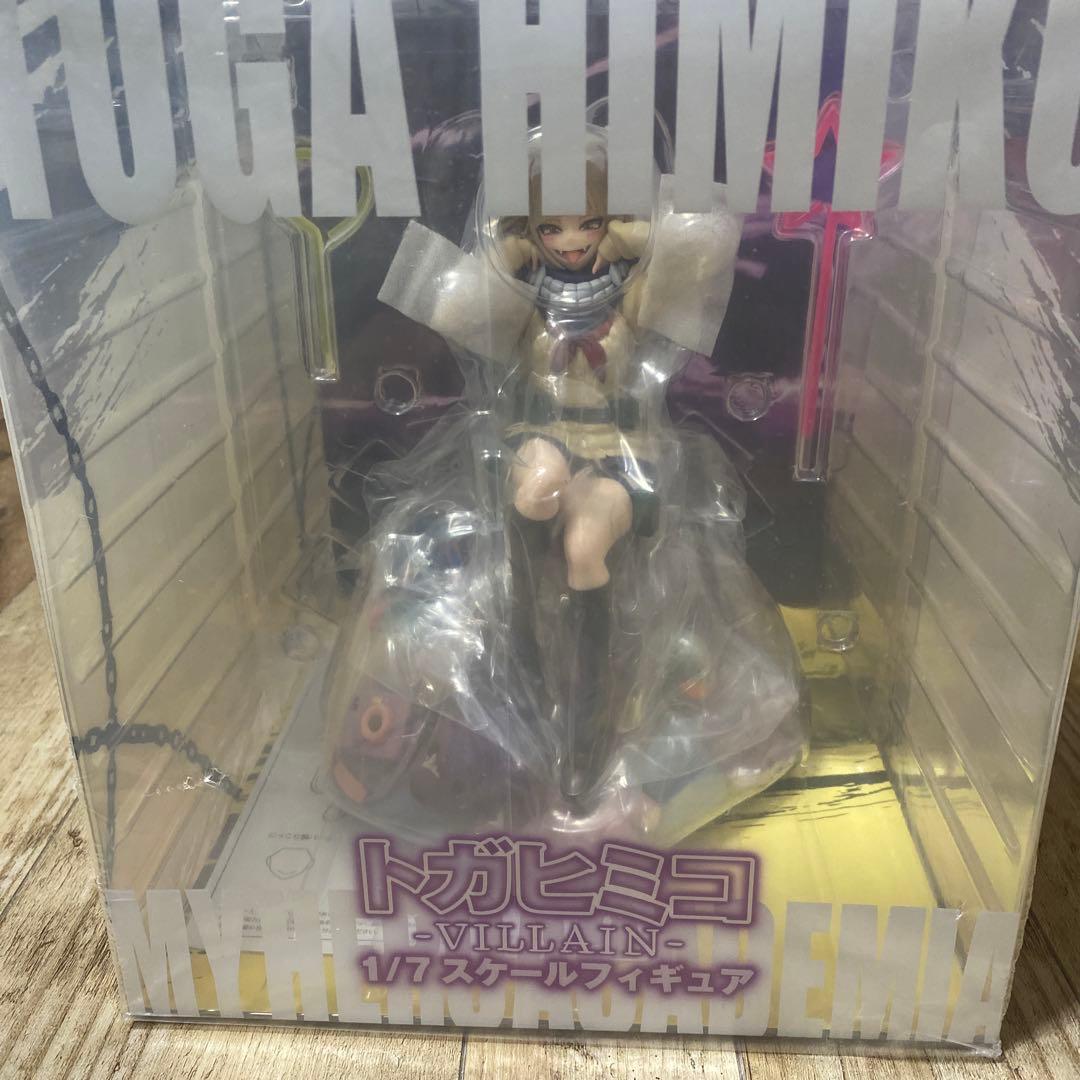 TOGA HIMIKO
トガヒミコ
-VILLAIN-
1/7 スケールフィギュア
MY HERO ACADEMIA